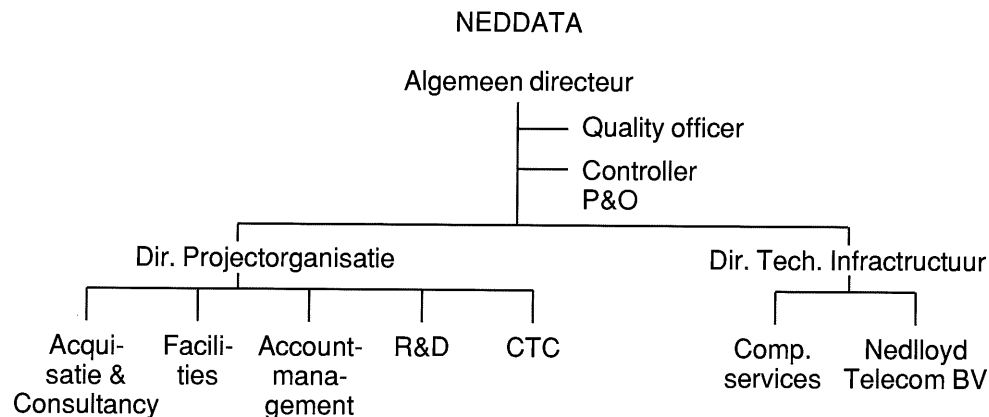 NEDDATA
Algemeen directeur
Quality officer
Controller
P&O
Dir. Projectorganisatie
Dir. Tech. Infractructuur
Acqui-
satie &
Consultancy
Facili-
ties
Account-
mana-
gement
R&D
CTC
Comp.
services
Nedlloyd
Telecom BV